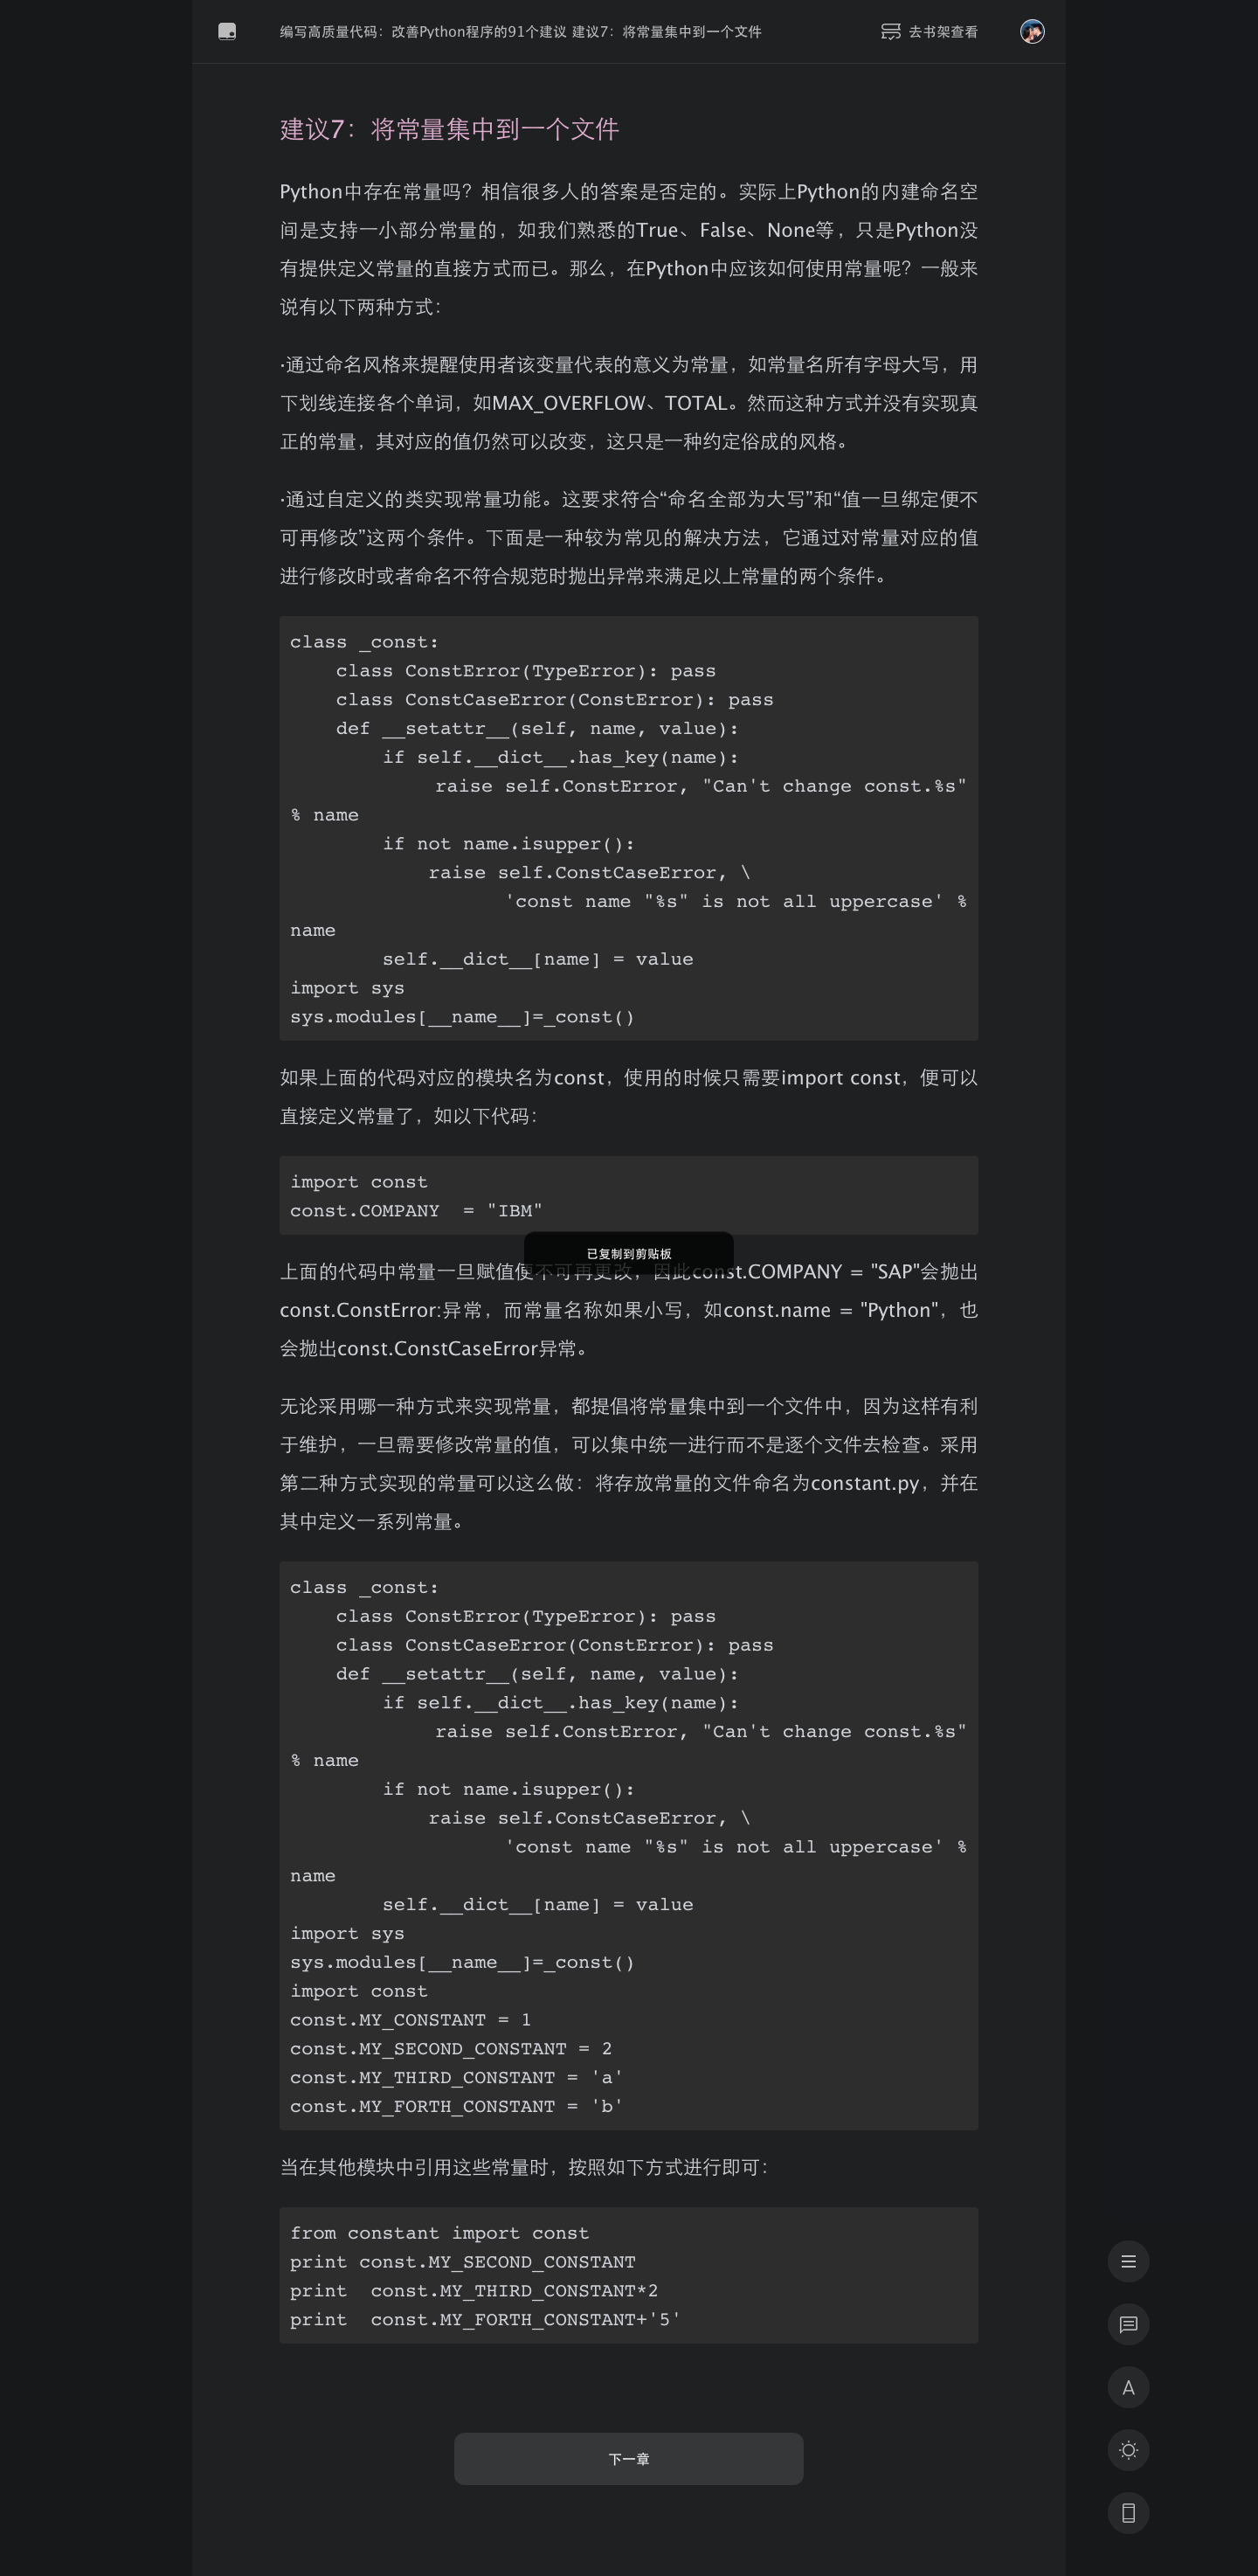 编写高质量代码：改善Python程序的91个建议 建议7：将常量集中到一个文件
去书架查看
建议7：将常量集中到一个文件
Python中存在常量吗？相信很多人的答案是否定的。实际上Python的内建命名空
间是支持一小部分常量的，如我们熟悉的True、False、None等，只是Python没
有提供定义常量的直接方式而已。那么，在Python中应该如何使用常量呢？一般来
说有以下两种方式：
·通过命名风格来提醒使用者该变量代表的意义为常量，如常量名所有字母大写，用
下划线连接各个单词，如MAX_OVERFLOW、TOTAL。然而这种方式并没有实现真
正的常量，其对应的值仍然可以改变，这只是一种约定俗成的风格。
·通过自定义的类实现常量功能。这要求符合“命名全部为大写”和“值一旦绑定便不
可再修改”这两个条件。下面是一种较为常见的解决方法，它通过对常量对应的值
进行修改时或者命名不符合规范时抛出异常来满足以上常量的两个条件。
class _const:
    class ConstError(TypeError): pass
    class ConstCaseError(ConstError): pass
    def __setattr__(self, name, value):
        if self.__dict__.has_key(name):
            raise self.ConstError, "Can't change const.%s"
% name
        if not name.isupper():
            raise self.ConstCaseError, \
                  'const name "%s" is not all uppercase' %
name
        self.__dict__[name] = value
import sys
sys.modules[__name__]=_const()
如果上面的代码对应的模块名为const，使用的时候只需要import const，便可以
直接定义常量了，如以下代码：
import const
const.COMPANY  = "IBM"
已复制到剪贴板
上面的代码中常量一旦赋值便不可再更改，因此const.COMPANY = "SAP"会抛出
const.ConstError:异常，而常量名称如果小写，如const.name = "Python"，也
会抛出const.ConstCaseError异常。
无论采用哪一种方式来实现常量，都提倡将常量集中到一个文件中，因为这样有利
于维护，一旦需要修改常量的值，可以集中统一进行而不是逐个文件去检查。采用
第二种方式实现的常量可以这么做：将存放常量的文件命名为constant.py，并在
其中定义一系列常量。
class _const:
    class ConstError(TypeError): pass
    class ConstCaseError(ConstError): pass
    def __setattr__(self, name, value):
        if self.__dict__.has_key(name):
            raise self.ConstError, "Can't change const.%s"
% name
        if not name.isupper():
            raise self.ConstCaseError, \
                  'const name "%s" is not all uppercase' %
name
        self.__dict__[name] = value
import sys
sys.modules[__name__]=_const()
import const
const.MY_CONSTANT = 1
const.MY_SECOND_CONSTANT = 2
const.MY_THIRD_CONSTANT = 'a'
const.MY_FORTH_CONSTANT = 'b'
当在其他模块中引用这些常量时，按照如下方式进行即可：
from constant import const
print const.MY_SECOND_CONSTANT
print  const.MY_THIRD_CONSTANT*2
print  const.MY_FORTH_CONSTANT+'5'
A
下一章